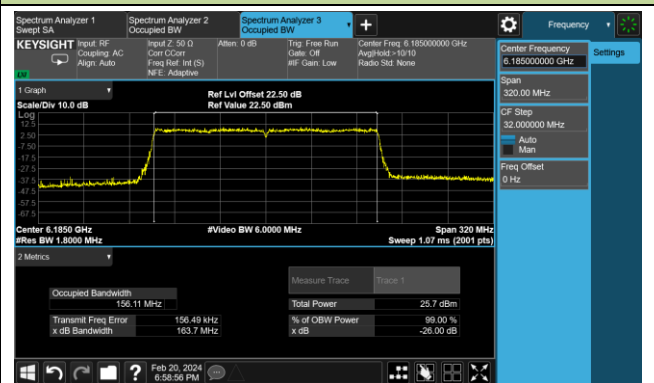 Spectrum Analyzer 1
Swept SA
Spectrum Analyzer 2
Occupied BW
Spectrum Analyzer 3
Occupied BW
+
Frequency
KEYSIGHT
Input: RF
Coupling: AC
Align: Auto
Input Z: 50 Ω
Corr CCorr
Freq Ref: Int (S)
NFE: Adaptive
Atten: 0 dB
Trig: Free Run
Gate: Off
#IF Gain: Low
Center Freq: 6.185000000 GHz
Avg|Hold:>10/10
Radio Std: None
Center Frequency
6.185000000 GHz
Settings
Span
320.00 MHz
CF Step
32.000000 MHz
Auto
Man
Freq Offset
0 Hz
1 Graph
Scale/Div 10.0 dB
Ref Lvl Offset 22.50 dB
Ref Value 22.50 dBm
Log
12.5
2.50
-7.50
-17.5
-27.5
-37.5
-47.5
-57.5
-67.5
Center 6.1850 GHz
#Res BW 1.8000 MHz
#Video BW 6.0000 MHz
Span 320 MHz
Sweep 1.07 ms (2001 pts)
2 Metrics
Measure Trace
Trace 1
Occupied Bandwidth
156.11 MHz
Total Power
25.7 dBm
Transmit Freq Error
156.49 kHz
% of OBW Power
99.00 %
x dB Bandwidth
163.7 MHz
x dB
-26.00 dB
?
Feb 20, 2024
6:58:56 PM